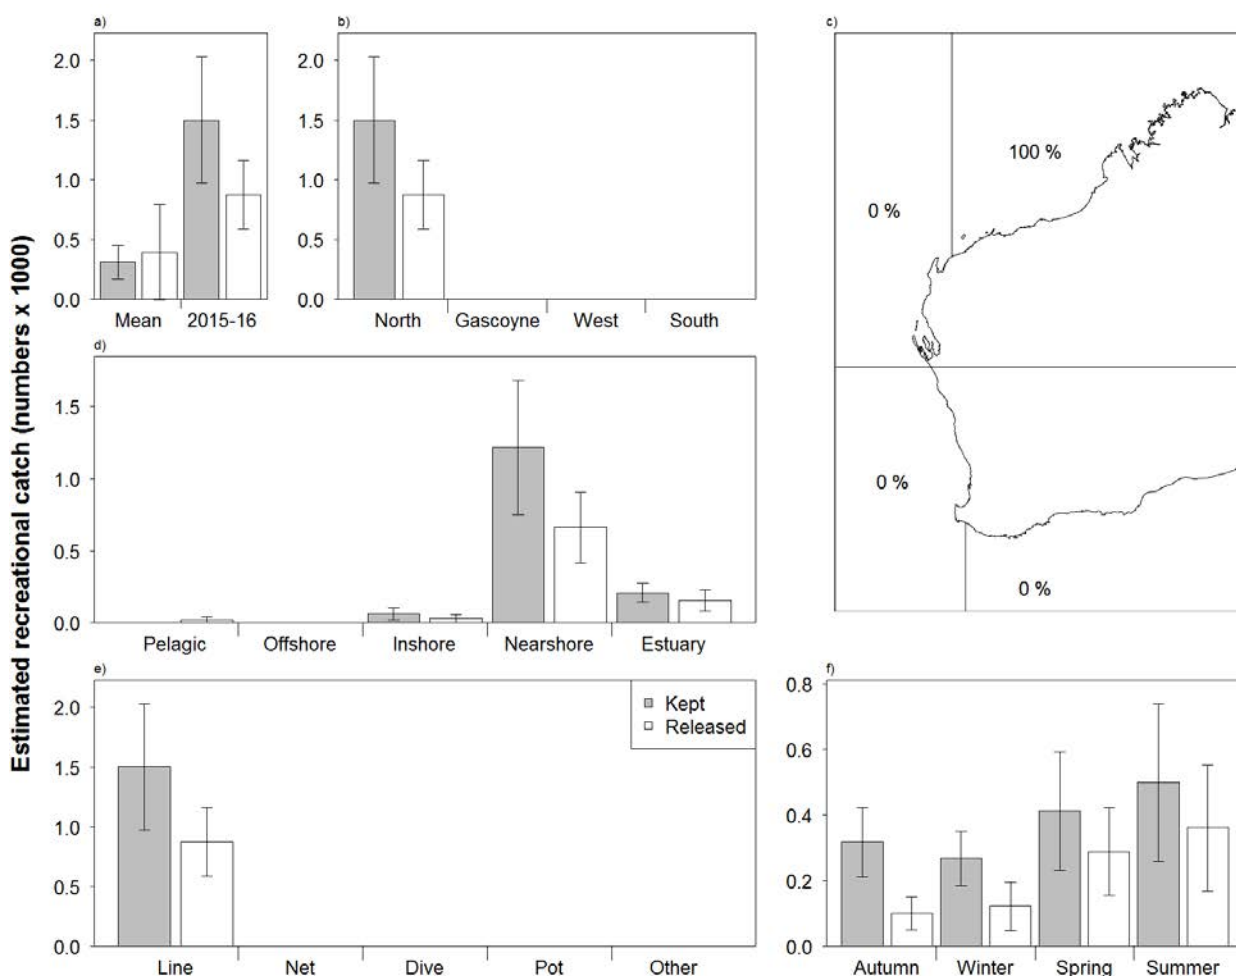 a)
2.0
1.5
1.0
0.5
0.0
Mean 2015-16
b)
2.0
1.5
1.0
0.5
0.0
North Gascoyne West South
c)
100 %
0 %
0 %
0 %
Estimated recreational catch (numbers x 1000)
d)
1.5
1.0
0.5
0.0
Pelagic Offshore Inshore Nearshore Estuary
e)
2.0
1.5
1.0
0.5
0.0
Kept
Released
Line Net Dive Pot Other
f)
0.8
0.6
0.4
0.2
0.0
Autumn Winter Spring Summer